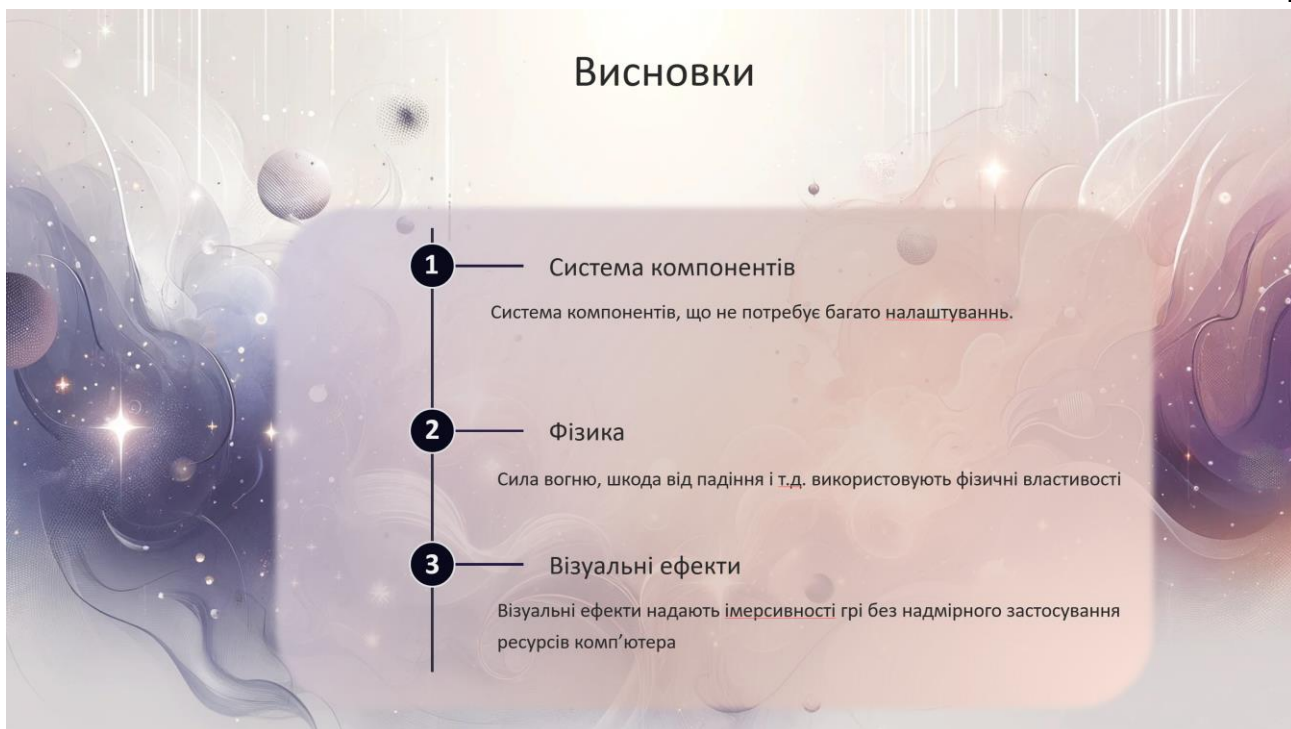 Висновки
1 Система компонентів
Система компонентів, що не потребує багато налаштуваннь.
2 Фізика
Сила вогню, шкода від падіння і т.д. використовують фізичні властивості
3 Візуальні ефекти
Візуальні ефекти надають імерсивності грі без надмірного застосування
ресурсів комп’ютера